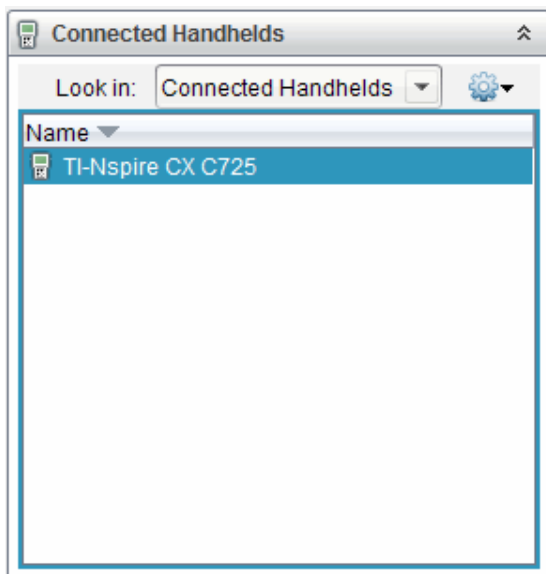 Connected Handhelds
Look in: Connected Handhelds
Name
TI-Nspire CX C725